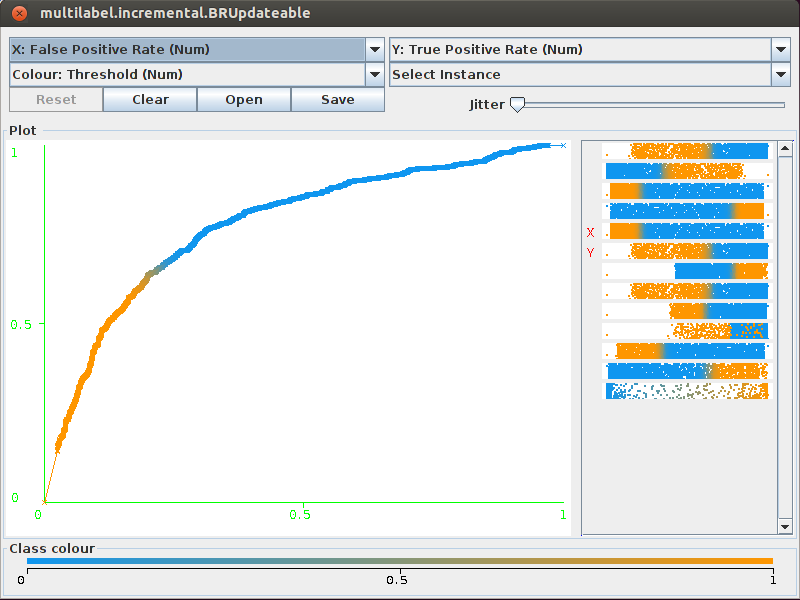 multilabel.incremental.BRUpdateable
X: False Positive Rate (Num)
Y: True Positive Rate (Num)
Colour: Threshold (Num)
Select Instance
Reset
Clear
Open
Save
Jitter
Plot
1
0.5
0
0
0.5
1
X
Y
Class colour
0
0.5
1